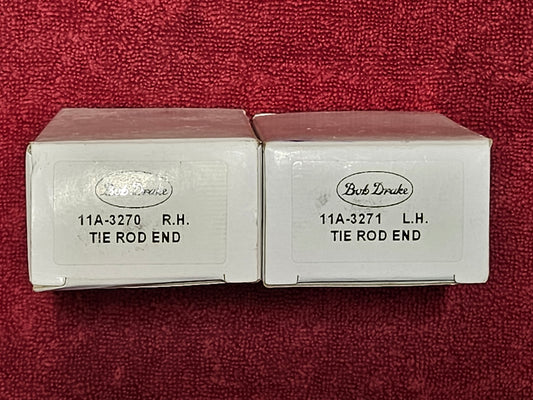 Bob Drake
11A-3270 R.H.
TIE ROD END
Bob Drake
11A-3271 L.H.
TIE ROD END